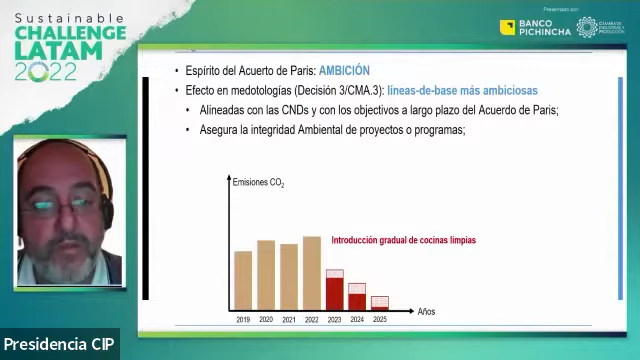 Sustainable
CHALLENGE
LATAM
2022
Presentado por:
BANCO
PICHINCHA
CÁMARA DE
INDUSTRIAS Y
PRODUCCIÓN
Espírito del Acuerto de Paris: AMBICIÓN
Efecto en medotologías (Decisión 3/CMA.3): líneas-de-base más ambiciosas
Alineadas con las CNDs y con los objectivos a largo plazo del Acuerdo de Paris;
Asegura la integridad Ambiental de proyectos o programas;
Emisiones CO2
Introducción gradual de cocinas limpias
Años
2019 2020 2021 2022 2023 2024 2025
Presidencia CIP